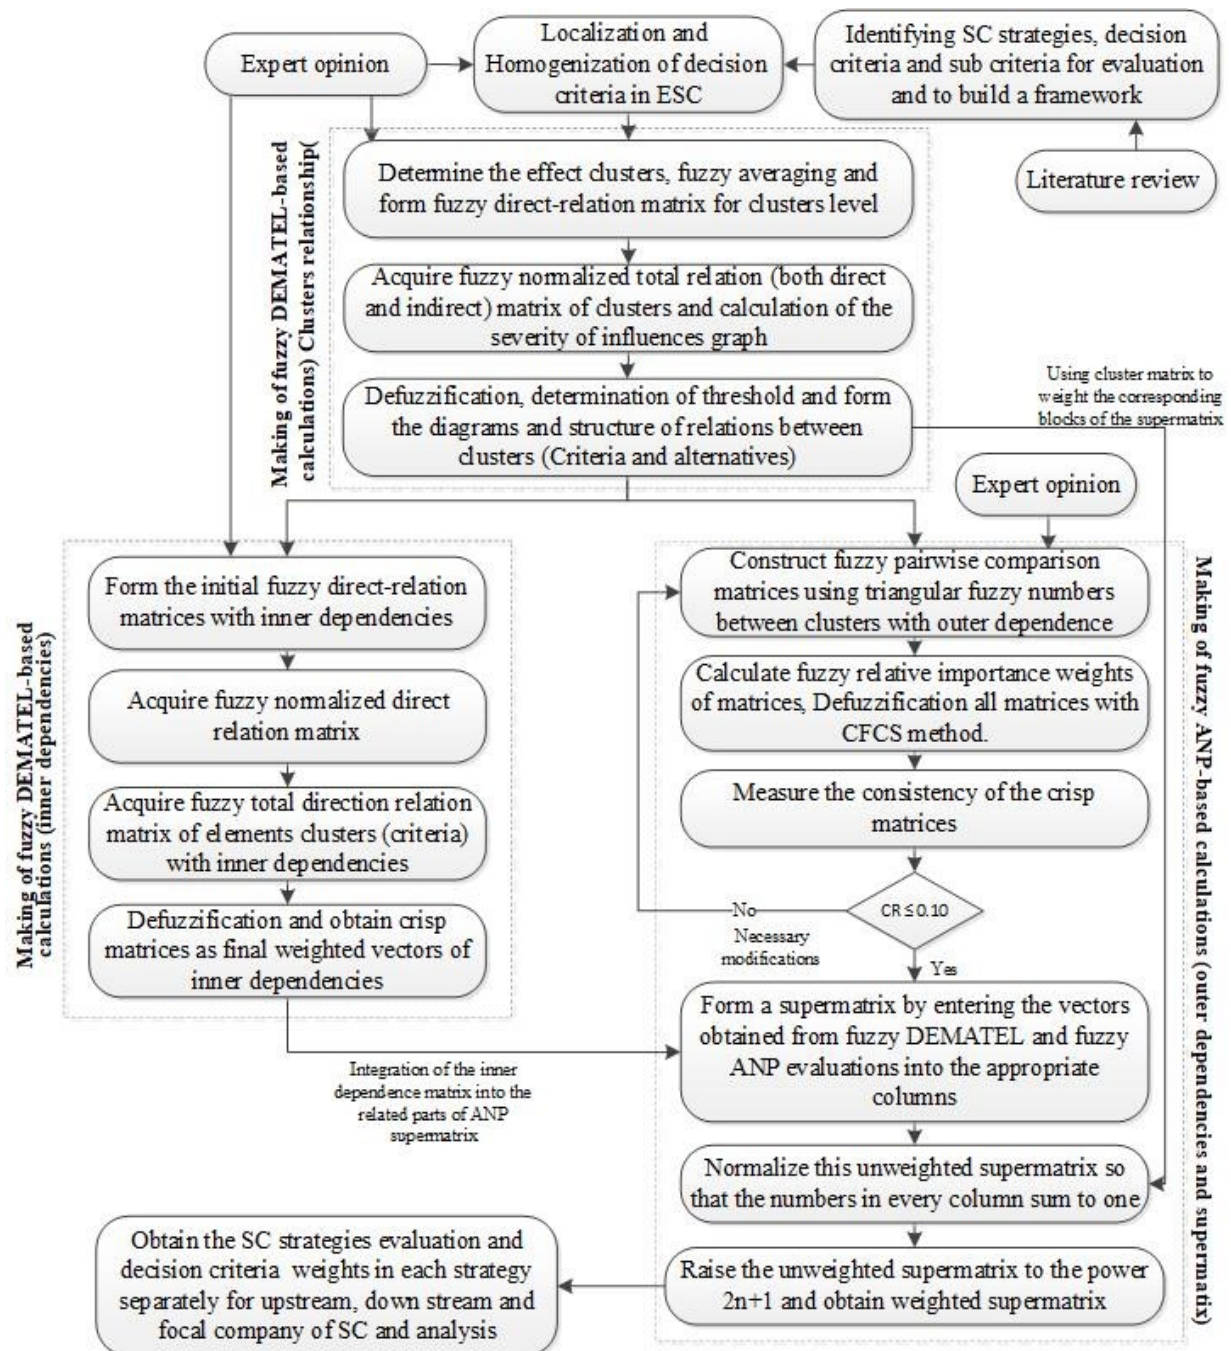 Expert opinion
Localization and
Homogenization of decision
criteria in ESC
Identifying SC strategies, decision
criteria and sub criteria for evaluation
and to build a framework
Literature review
Making of fuzzy DEMATEL-based
calculations) Clusters relationship(
Determine the effect clusters, fuzzy averaging and
form fuzzy direct-relation matrix for clusters level
Acquire fuzzy normalized total relation (both direct
and indirect) matrix of clusters and calculation of the
severity of influences graph
Defuzzification, determination of threshold and form
the diagrams and structure of relations between
clusters (Criteria and alternatives)
Using cluster matrix to
weight the corresponding
blocks of the supermatrix
Expert opinion
Making of fuzzy DEMATEL-based
calculations (inner dependencies)
Form the initial fuzzy direct-relation
matrices with inner dependencies
Acquire fuzzy normalized direct
relation matrix
Acquire fuzzy total direction relation
matrix of elements clusters (criteria)
with inner dependencies
Defuzzification and obtain crisp
matrices as final weighted vectors of
inner dependencies
Integration of the inner
dependence matrix into the
related parts of ANP
supermatrix
Making of fuzzy ANP-based calculations (outer dependencies and supermatix)
Construct fuzzy pairwise comparison
matrices using triangular fuzzy numbers
between clusters with outer dependence
Calculate fuzzy relative importance weights
of matrices, Defuzzification all matrices with
CFCS method.
Measure the consistency of the crisp
matrices
CR ≤ 0.10
No
Necessary
modifications
Yes
Form a supermatrix by entering the vectors
obtained from fuzzy DEMATEL and fuzzy
ANP evaluations into the appropriate
columns
Normalize this unweighted supermatrix so
that the numbers in every column sum to one
Raise the unweighted supermatrix to the power
2n+1 and obtain weighted supermatrix
Obtain the SC strategies evaluation and
decision criteria weights in each strategy
separately for upstream, down stream and
focal company of SC and analysis